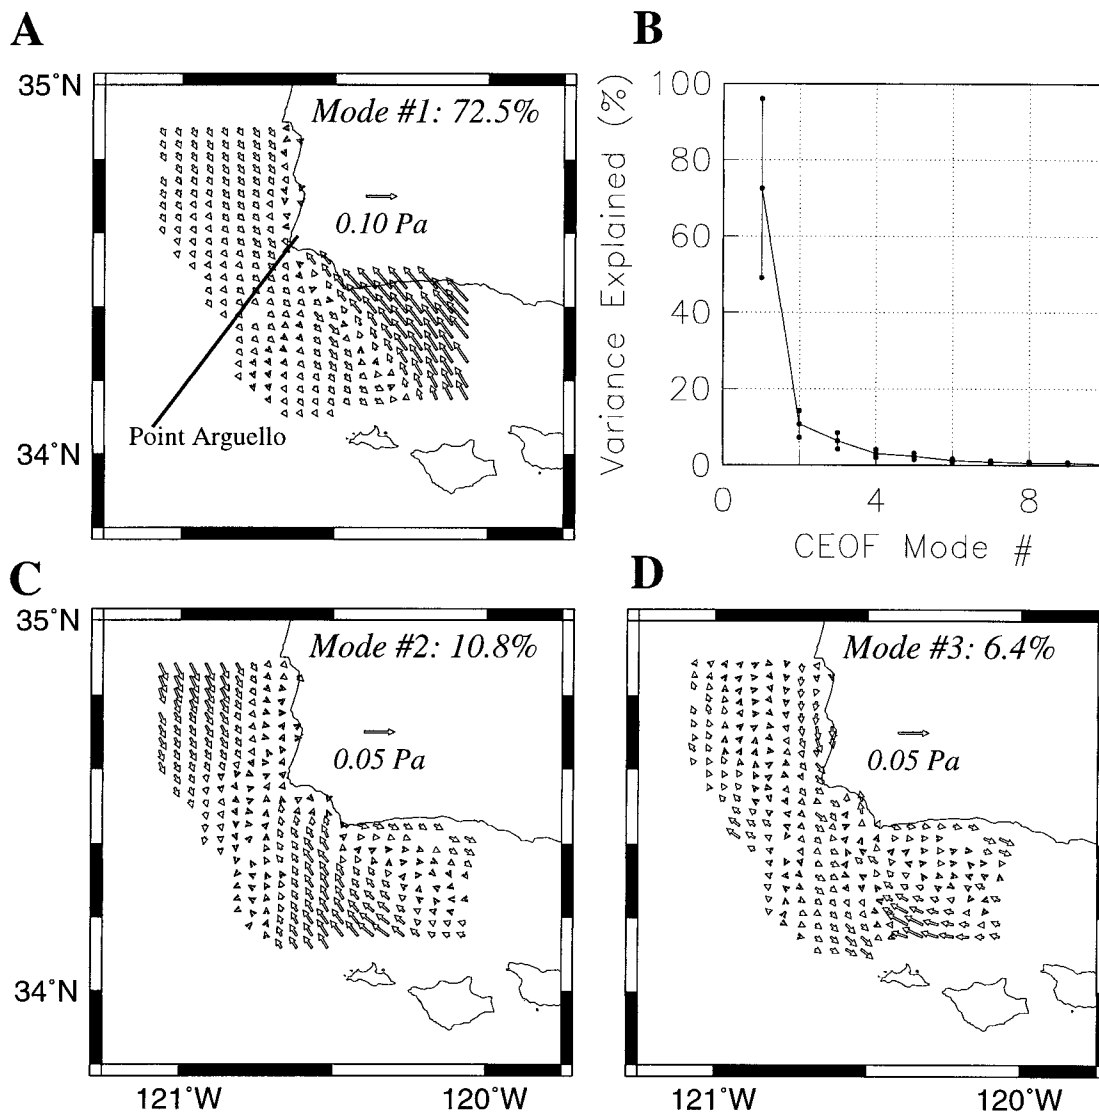 A
35°N
Mode #1: 72.5%
0.10 Pa
Point Arguello
34°N
B
Variance Explained (%)
100
80
60
40
20
0
0
4
8
CEOF Mode #
C
35°N
Mode #2: 10.8%
0.05 Pa
34°N
121°W
120°W
D
Mode #3: 6.4%
0.05 Pa
121°W
120°W